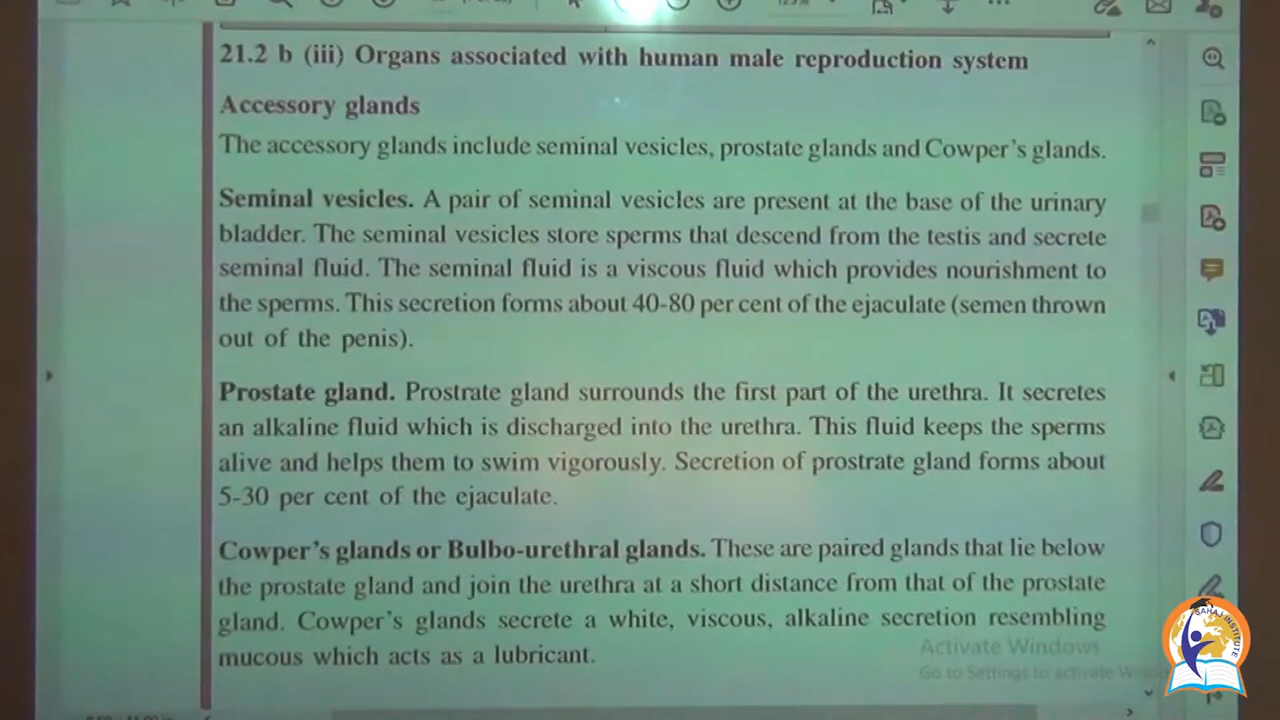 21.2 b (iii) Organs associated with human male reproduction system
Accessory glands
The accessory glands include seminal vesicles, prostate glands and Cowper's glands.
Seminal vesicles. A pair of seminal vesicles are present at the base of the urinary
bladder. The seminal vesicles store sperms that descend from the testis and secrete
seminal fluid. The seminal fluid is a viscous fluid which provides nourishment to
the sperms. This secretion forms about 40-80 per cent of the ejaculate (semen thrown
out of the penis).
Prostate gland. Prostrate gland surrounds the first part of the urethra. It secretes
an alkaline fluid which is discharged into the urethra. This fluid keeps the sperms
alive and helps them to swim vigorously. Secretion of prostrate gland forms about
5-30 per cent of the ejaculate.
Cowper's glands or Bulbo-urethral glands. These are paired glands that lie below
the prostate gland and join the urethra at a short distance from that of the prostate
gland. Cowper's glands secrete a white, viscous, alkaline secretion resembling
mucous which acts as a lubricant.
Activate Windows
Go to Settings to activate
SAHAJ INSTITUTE